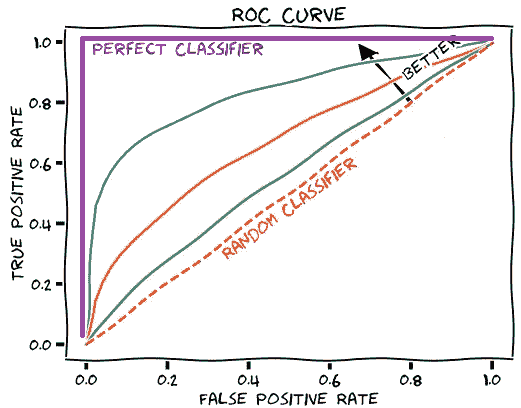 ROC CURVE
PERFECT CLASSIFIER
BETTER
RANDOM CLASSIFIER
TRUE POSITIVE RATE
1.0
0.8
0.6
0.4
0.2
0.0
0.0 0.2 0.4 0.6 0.8 1.0
FALSE POSITIVE RATE